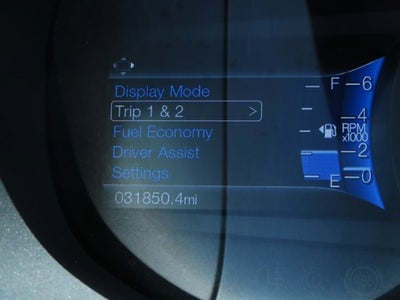 Display Mode
Trip 1 & 2 >
Fuel Economy
Driver Assist
Settings
031850.4mi
F
E
6
4
RPM
x1000
2
0